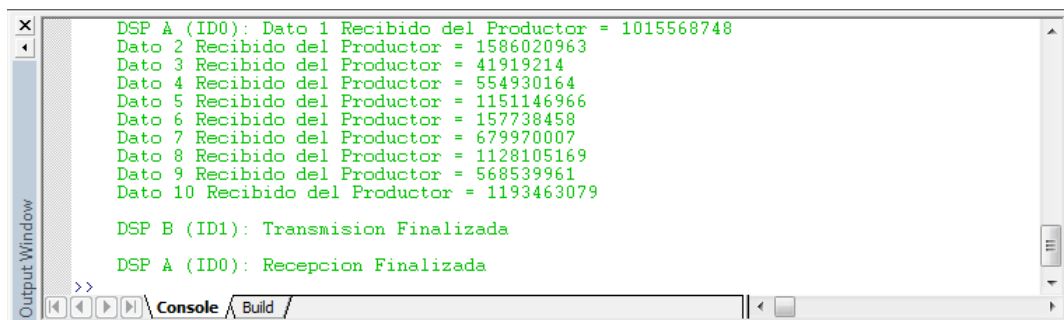 DSP A (ID0): Dato 1 Recibido del Productor = 1015568748
Dato 2 Recibido del Productor = 1586020963
Dato 3 Recibido del Productor = 41919214
Dato 4 Recibido del Productor = 554930164
Dato 5 Recibido del Productor = 1151146966
Dato 6 Recibido del Productor = 157738458
Dato 7 Recibido del Productor = 679970007
Dato 8 Recibido del Productor = 1128105169
Dato 9 Recibido del Productor = 568539961
Dato 10 Recibido del Productor = 1193463079
DSP B (ID1): Transmision Finalizada
DSP A (ID0): Recepcion Finalizada
>>
Console Build
Output Window